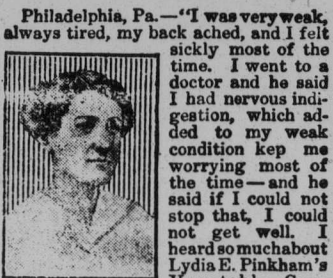 Philadelphia, Pa.—"I was very weak,
always tired, my back ached, and I felt
sickly most of the
time. I went to a
doctor and he said
I had nervous indi-
gestion, which ad-
ded to my weak
condition kep me
worrying most of
the time—and he
said if I could not
stop that, I could
not get well. I
heard so much about
Lydia E. Pinkham's